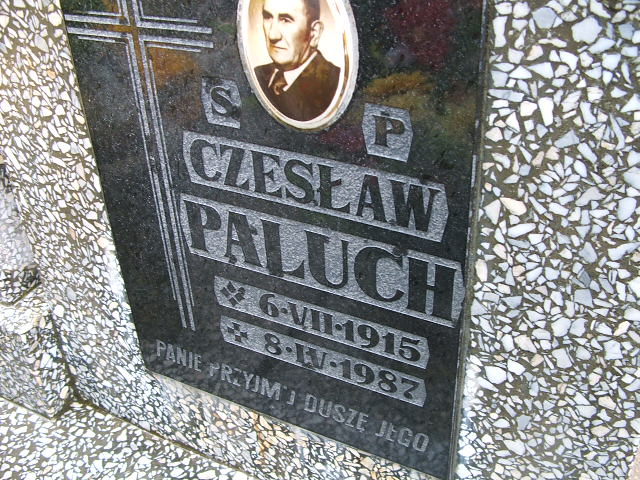 S P
CZESŁAW
PALUCH
* 6·VII·1915
+ 8·IV·1987
PANIE PRZYJMIJ DUSZĘ JEGO